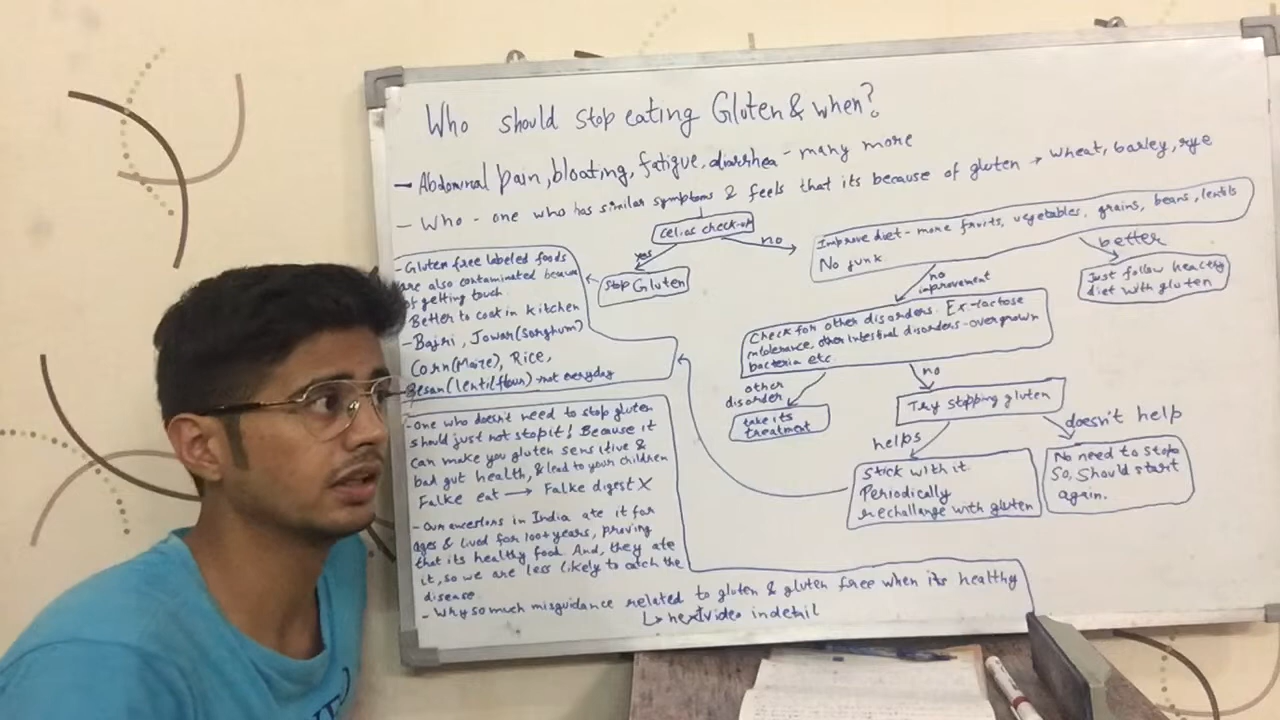 Who should stop eating Gluten & when?
- Abdominal pain, bloating, fatigue, diarrhea - many more
- Who - one who has similar symptoms & feels that its because of gluten → wheat, barley, rye
Celiac check-up
yes
no
Stop Gluten
Improve diet - more fruits, vegetables, grains, beans, lentils
No junk
better
Just follow healthy
diet with gluten
no
improvement
Check for other disorders. Ex-lactose
intolerance, other intestinal disorders - overgrown
bacteria etc.
other
disorder
take its
treatment
no
Try stopping gluten
helps
Stick with it
Periodically
rechallange with gluten
doesn't help
No need to stop
So, should start
again.
- Gluten free labeled foods
are also contaminated because
of getting touch
Better to cook in kitchen
- Bajri, Jowar (sorghum)
Corn (Maize), Rice,
Besan (lentil flour) - not everyday
- One who doesn't need to stop gluten
should just not stop it! Because it
can make you gluten sensitive &
bad gut health, & lead to your children
Falke eat → Falke digest X
- Our ancestors in India ate it for
ages & lived for 100+ years, proving
that its healthy food. And, they ate
it, so we are less likely to catch the
disease
- Why so much misguidance related to gluten & gluten free when its healthy
↳ next video in detail